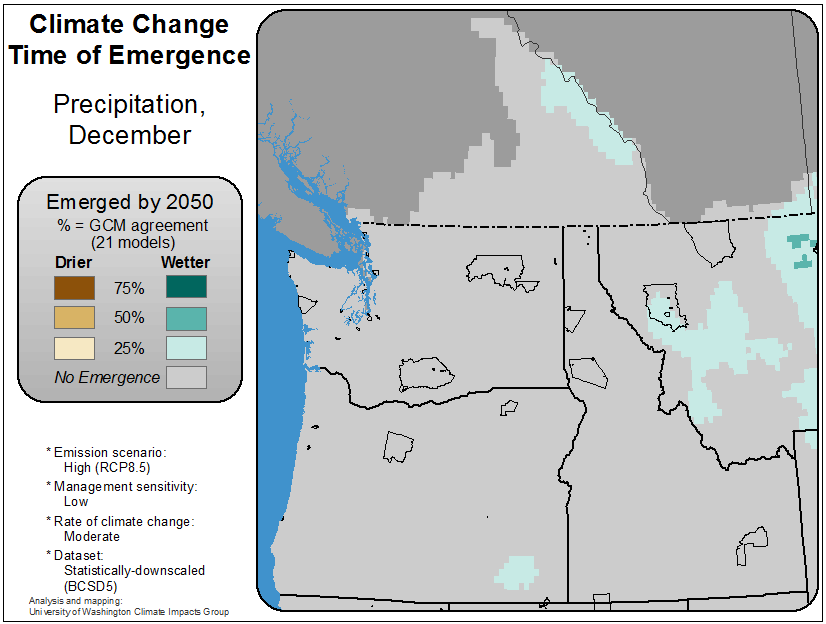 Climate Change
Time of Emergence
Precipitation,
December
Emerged by 2050
% = GCM agreement
(21 models)
Drier Wetter
75%
50%
25%
No Emergence
* Emission scenario:
High (RCP8.5)
* Management sensitivity:
Low
* Rate of climate change:
Moderate
* Dataset:
Statistically-downscaled
(BCSD5)
Analysis and mapping:
University of Washington Climate Impacts Group